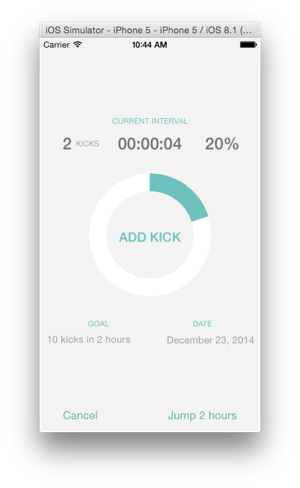 iOS Simulator - iPhone 5 - iPhone 5 / iOS 8.1 (...
Carrier 10:44 AM
CURRENT INTERVAL
2 KICKS 00:00:04 20%
ADD KICK
GOAL DATE
10 kicks in 2 hours December 23, 2014
Cancel Jump 2 hours